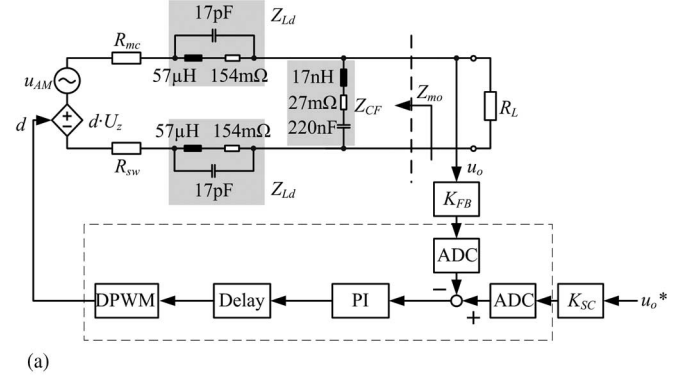 17pF
Z_Ld
R_mc
57μH 154mΩ
u_AM
17nH
27mΩ
220nF
Z_CF
Z_mo
R_L
d
d·U_z
57μH 154mΩ
R_sw
17pF
Z_Ld
u_o
K_FB
ADC
DPWM
Delay
PI
ADC
K_SC
u_o*
(a)